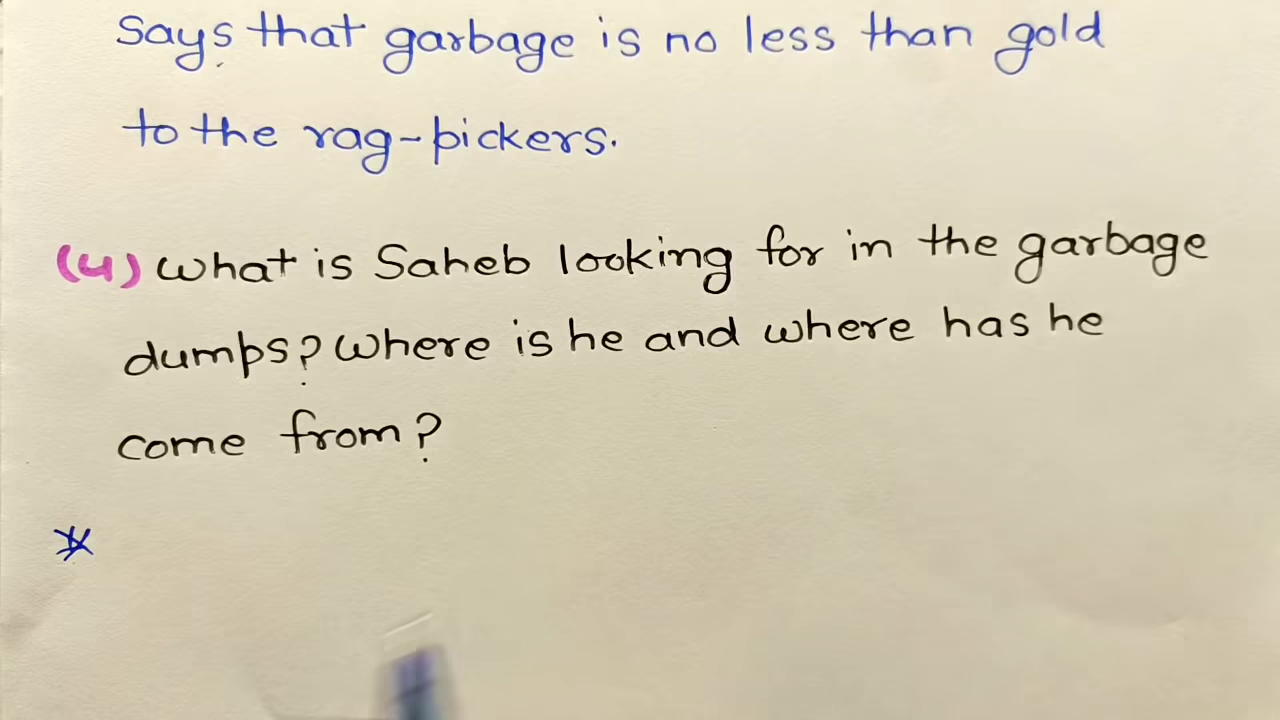 Says that garbage is no less than gold
to the rag-pickers.
(4) What is Saheb looking for in the garbage
dumps? Where is he and where has he
come from?
*